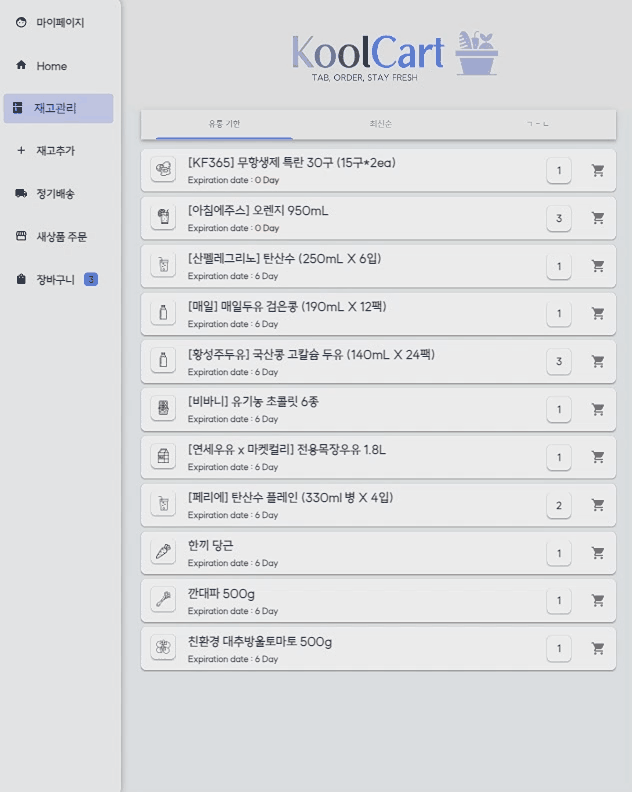 마이페이지
Home
재고관리
재고추가
정기배송
새상품 주문
장바구니 3
KoolCart
TAB, ORDER, STAY FRESH
유통 기한 최신순 ㄱ ~ ㄴ
[KF365] 무항생제 특란 30구 (15구*2ea) 1
Expiration date : 0 Day
[아침에주스] 오렌지 950mL 3
Expiration date : 0 Day
[산펠레그리노] 탄산수 (250mL X 6입) 1
Expiration date : 6 Day
[매일] 매일두유 검은콩 (190mL X 12팩) 1
Expiration date : 6 Day
[황성주두유] 국산콩 고칼슘 두유 (140mL X 24팩) 3
Expiration date : 6 Day
[비바니] 유기농 초콜릿 6종 1
Expiration date : 6 Day
[연세우유 x 마켓컬리] 전용목장우유 1.8L 1
Expiration date : 6 Day
[페리에] 탄산수 플레인 (330ml 병 X 4입) 2
Expiration date : 6 Day
한끼 당근 1
Expiration date : 6 Day
깐대파 500g 1
Expiration date : 6 Day
친환경 대추방울토마토 500g 1
Expiration date : 6 Day